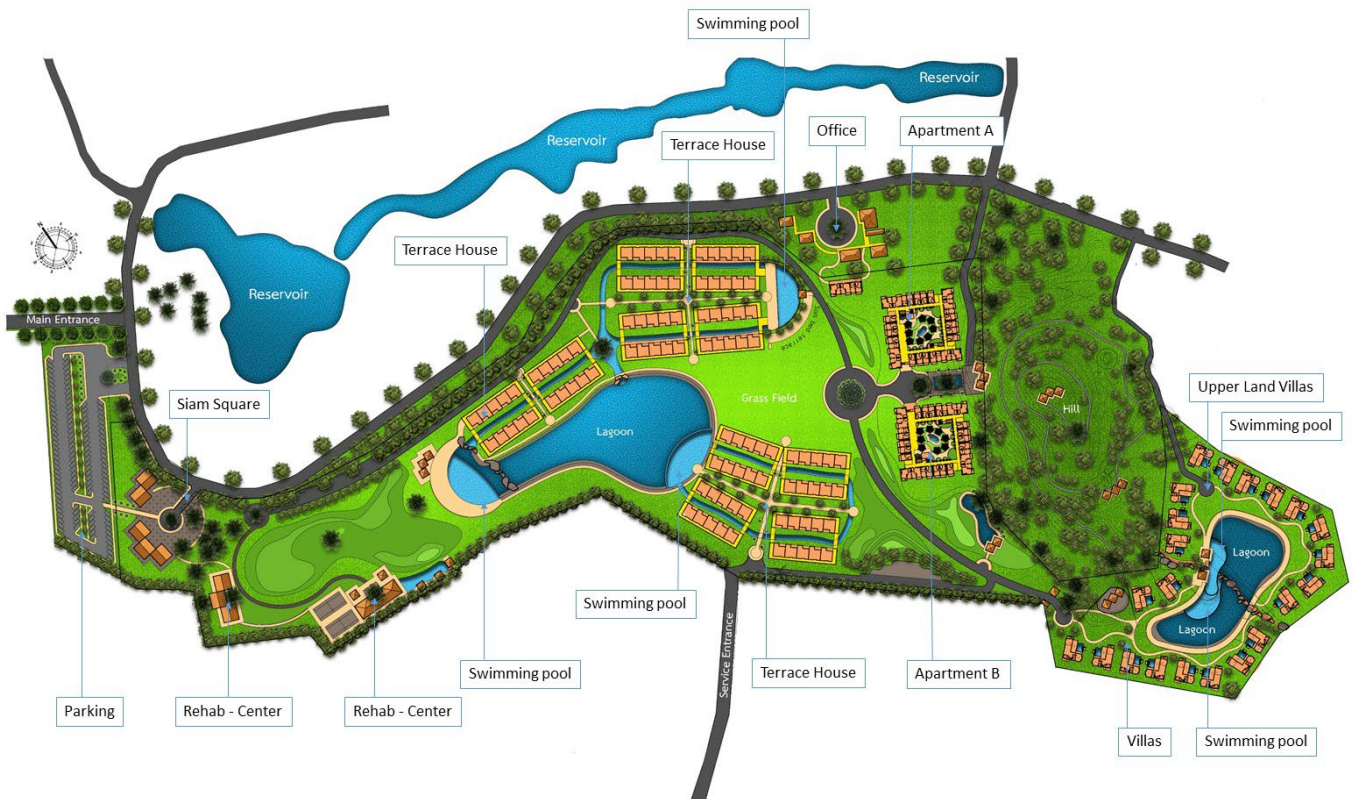 Swimming pool
Reservoir
Office
Apartment A
Reservoir
Terrace House
Terrace House
Reservoir
Main Entrance
Siam Square
Grass Field
Lagoon
Hill
Upper Land Villas
Swimming pool
Lagoon
Lagoon
Swimming pool
Service Entrance
Swimming pool
Terrace House
Apartment B
Parking
Rehab - Center
Rehab - Center
Villas
Swimming pool